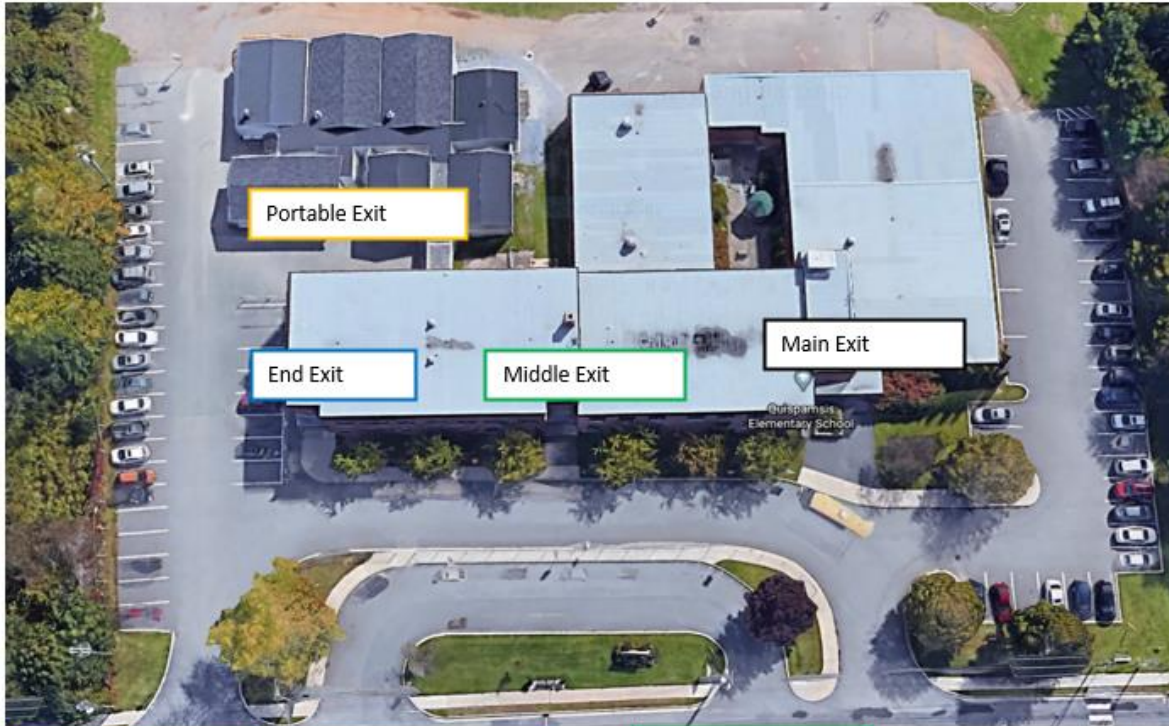 Portable Exit
End Exit
Middle Exit
Main Exit
Quispamsis
Elementary School